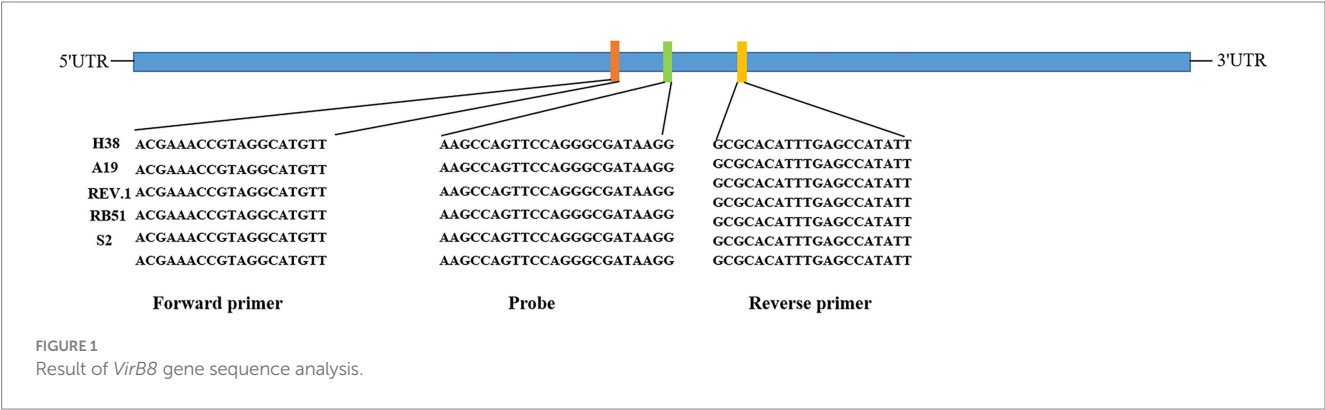 5'UTR 3'UTR
H38 ACGAAACCGTAGGCATGTT AAGCCAGTTCCAGGGCGATAAGG GCGCACATTTGAGCCATATT
A19 ACGAAACCGTAGGCATGTT AAGCCAGTTCCAGGGCGATAAGG GCGCACATTTGAGCCATATT
REV.1 ACGAAACCGTAGGCATGTT AAGCCAGTTCCAGGGCGATAAGG GCGCACATTTGAGCCATATT
RB51 ACGAAACCGTAGGCATGTT AAGCCAGTTCCAGGGCGATAAGG GCGCACATTTGAGCCATATT
S2 ACGAAACCGTAGGCATGTT AAGCCAGTTCCAGGGCGATAAGG GCGCACATTTGAGCCATATT
ACGAAACCGTAGGCATGTT AAGCCAGTTCCAGGGCGATAAGG GCGCACATTTGAGCCATATT
GCGCACATTTGAGCCATATT
Forward primer Probe Reverse primer
FIGURE 1
Result of VirB8 gene sequence analysis.